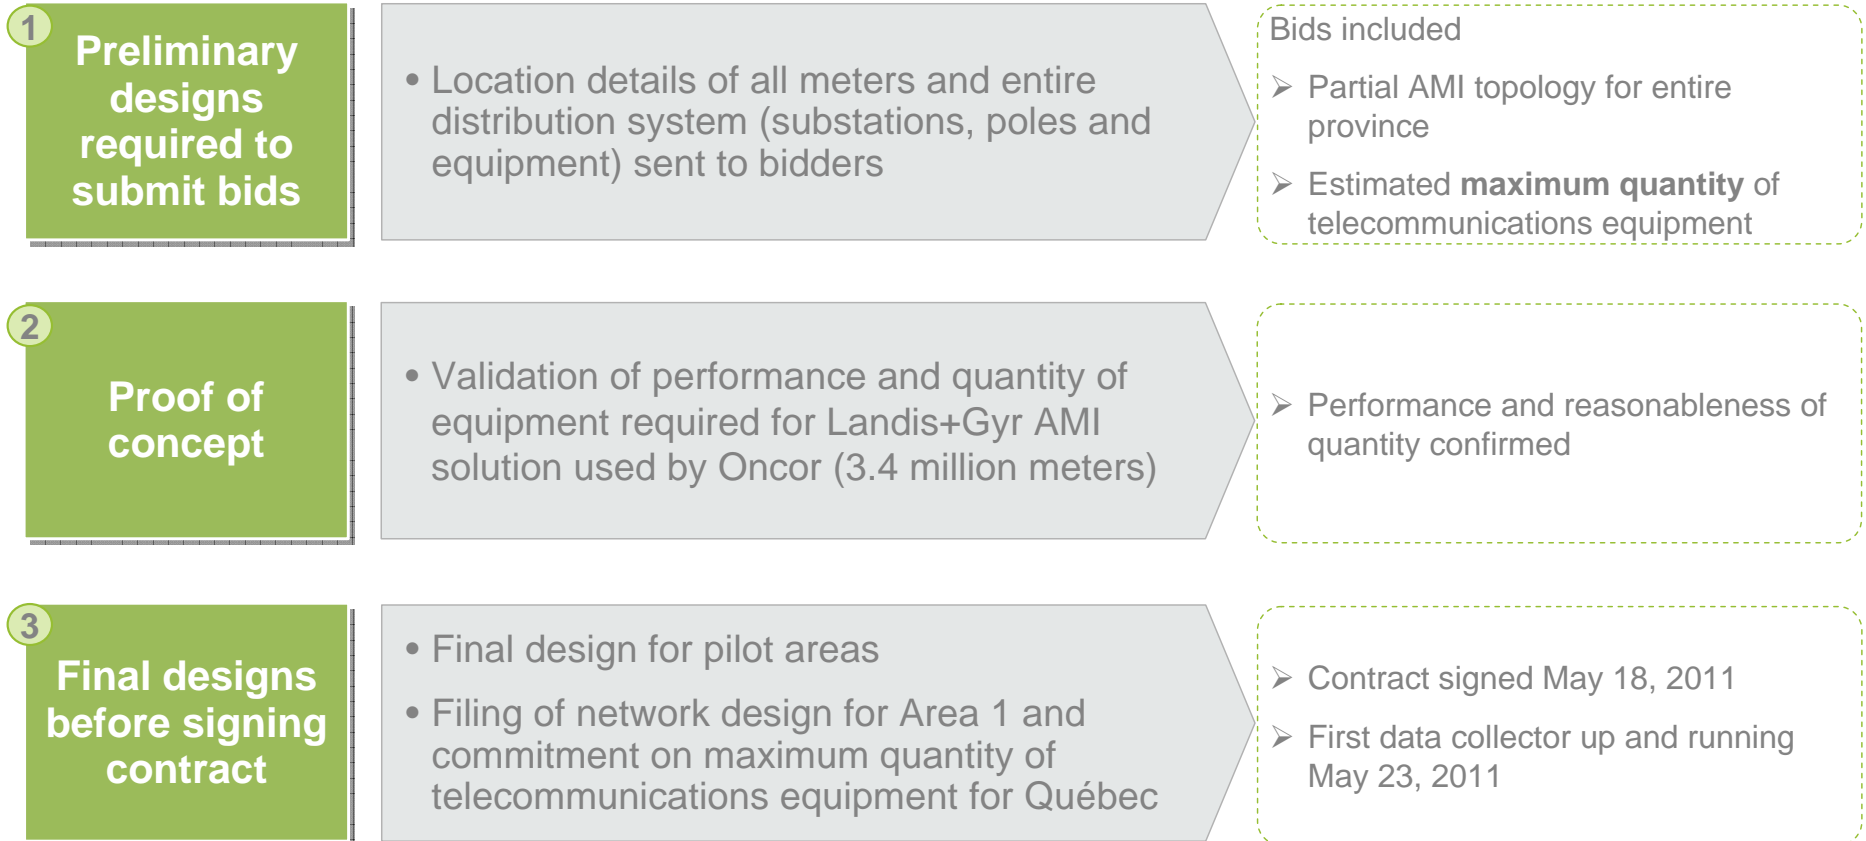 1
Preliminary
designs
required to
submit bids
• Location details of all meters and entire
distribution system (substations, poles and
equipment) sent to bidders
Bids included
➢ Partial AMI topology for entire
province
➢ Estimated maximum quantity of
telecommunications equipment
2
Proof of
concept
• Validation of performance and quantity of
equipment required for Landis+Gyr AMI
solution used by Oncor (3.4 million meters)
➢ Performance and reasonableness of
quantity confirmed
3
Final designs
before signing
contract
• Final design for pilot areas
• Filing of network design for Area 1 and
commitment on maximum quantity of
telecommunications equipment for Québec
➢ Contract signed May 18, 2011
➢ First data collector up and running
May 23, 2011